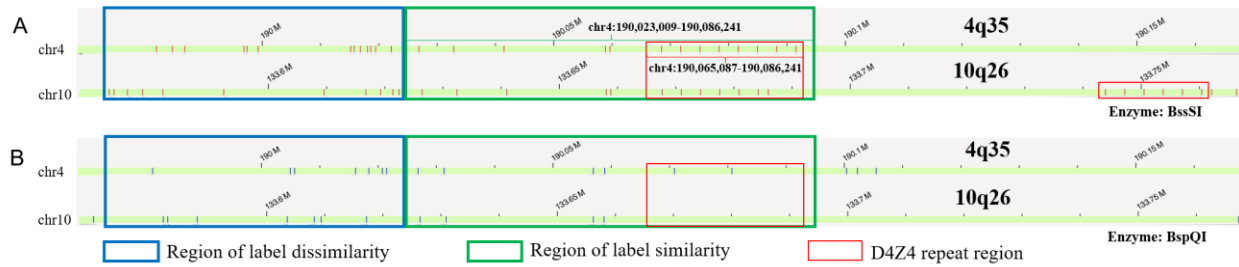 A
chr4:190,023,009-190,086,241
4q35
190 M
190.05 M
190.1 M
190.15 M
chr4
chr4:190,065,087-190,086,241
10q26
133.6 M
133.65 M
133.7 M
133.75 M
chr10
Enzyme: BssSI
B
4q35
190 M
190.05 M
190.1 M
190.15 M
chr4
10q26
133.6 M
133.65 M
133.7 M
133.75 M
chr10
Enzyme: BspQI
Region of label dissimilarity
Region of label similarity
D4Z4 repeat region